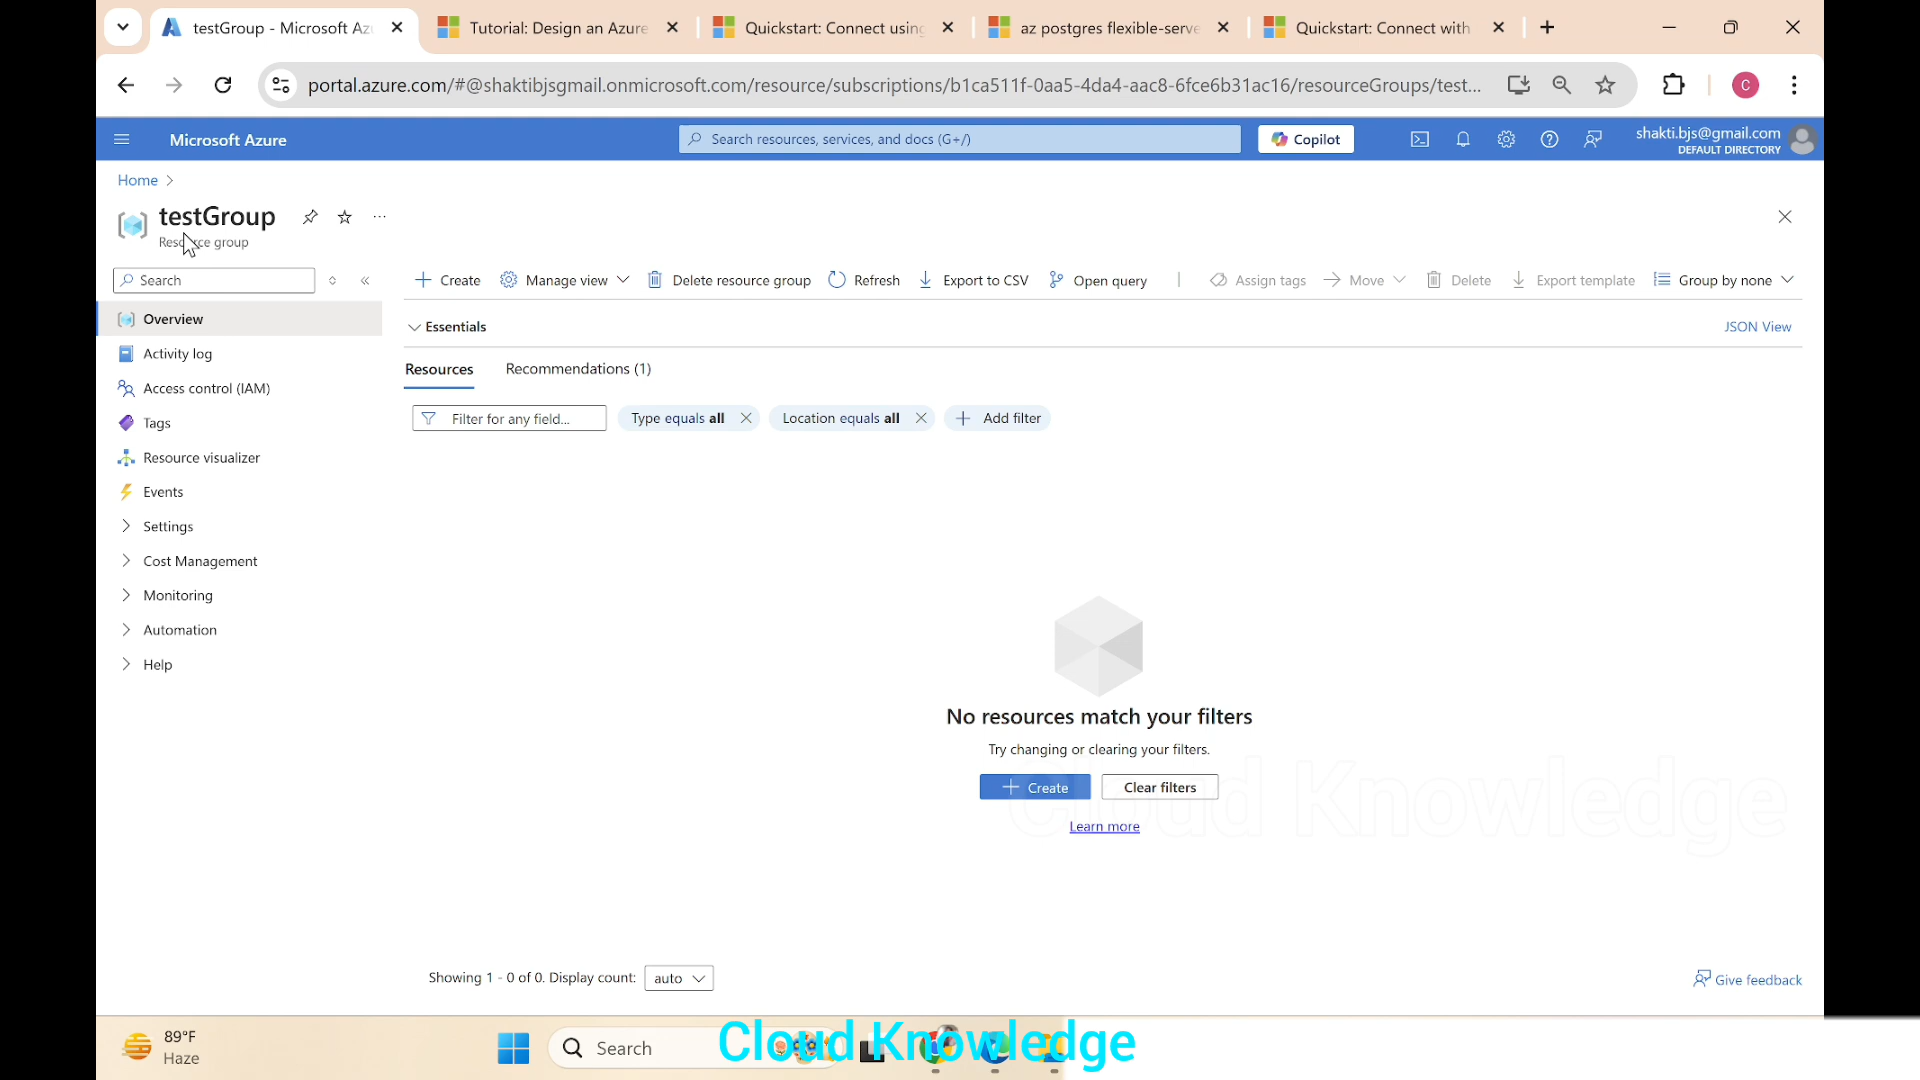 testGroup - Microsoft Az
Tutorial: Design an Azure
Quickstart: Connect using
az postgres flexible-serve
Quickstart: Connect with
portal.azure.com/#@shaktibjsgmail.onmicrosoft.com/resource/subscriptions/b1ca511f-0aa5-4da4-aac8-6fce6b31ac16/resourceGroups/test...
C
Microsoft Azure
Search resources, services, and docs (G+/)
Copilot
shakti.bjs@gmail.com
DEFAULT DIRECTORY
Home >
testGroup
Resource group
Search
Create
Manage view
Delete resource group
Refresh
Export to CSV
Open query
Assign tags
Move
Delete
Export template
Group by none
Overview
Activity log
Access control (IAM)
Tags
Resource visualizer
Events
Settings
Cost Management
Monitoring
Automation
Help
Essentials
JSON View
Resources
Recommendations (1)
Filter for any field...
Type equals all
Location equals all
Add filter
No resources match your filters
Try changing or clearing your filters.
Create
Clear filters
Learn more
Cloud Knowledge
Showing 1 - 0 of 0. Display count:
auto
Give feedback
89°F
Haze
Search
Cloud Knowledge